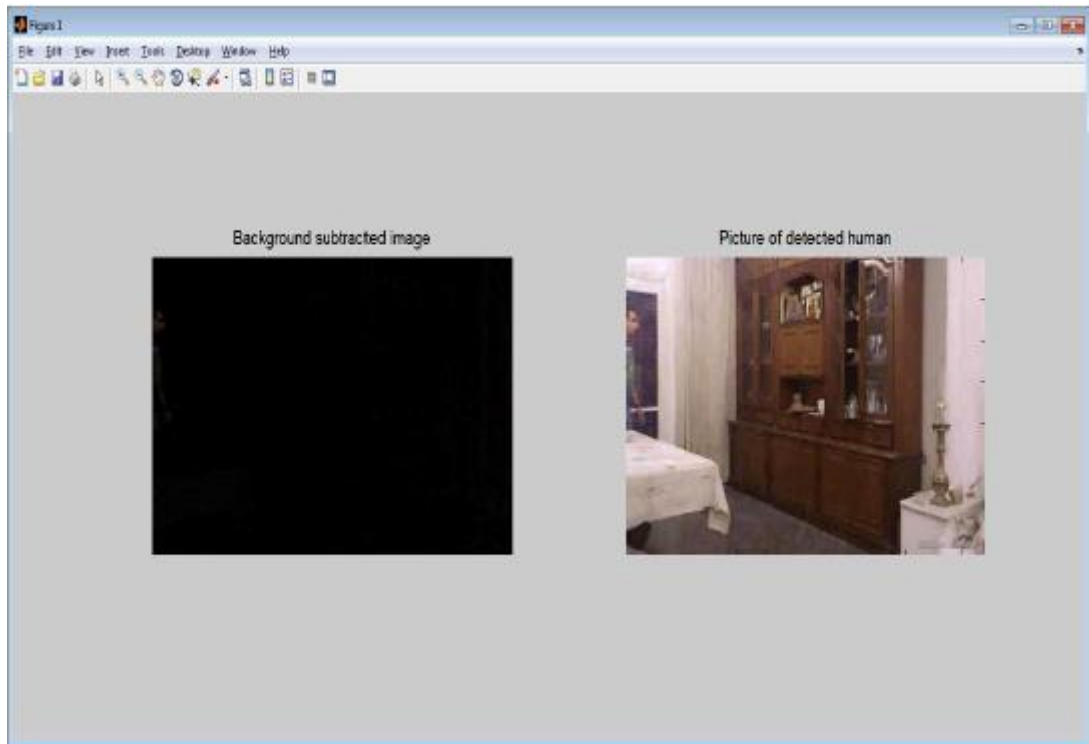 Figure 1
File Edit View Insert Tools Desktop Window Help
Background subtracted image
Picture of detected human